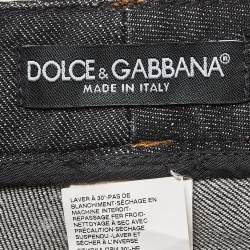 DOLCE & GABBANA®
MADE IN ITALY
LAVER À 30°-PAS DE
BLANCHIMENT-SÉCHAGE EN
MACHINE INTERDIT-
REPASSAGE FER FROID-
NETTOYAGE À SEC AVEC
PRÉCAUTION-SÉCHAGE
SUSPENDU-LAVER ET
SÉCHER À L'INVERSE